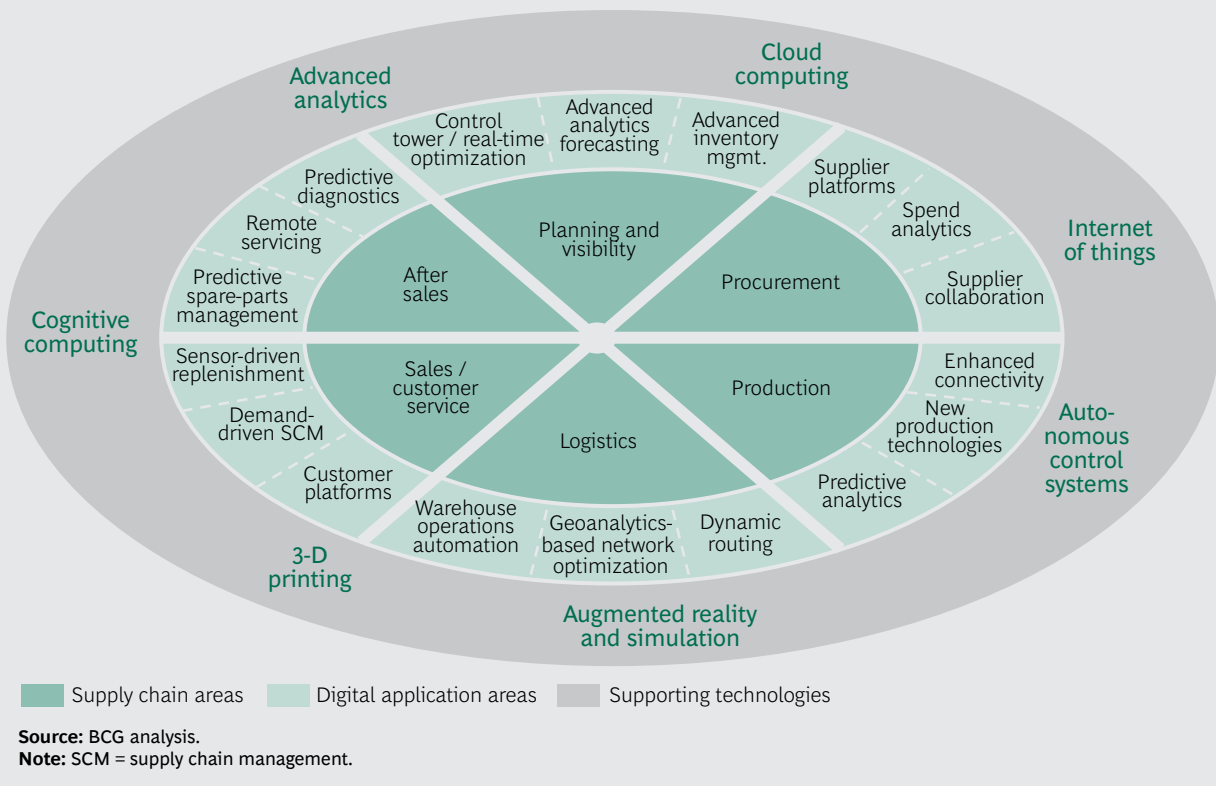 Advanced
analytics
Cloud
computing
Internet
of things
Auto-
nomous
control
systems
Augmented reality
and simulation
3-D
printing
Cognitive
computing
Control
tower / real-time
optimization
Advanced
analytics
forecasting
Advanced
inventory
mgmt.
Supplier
platforms
Spend
analytics
Supplier
collaboration
Enhanced
connectivity
New
production
technologies
Predictive
analytics
Dynamic
routing
Geoanalytics-
based network
optimization
Warehouse
operations
automation
Customer
platforms
Demand-
driven SCM
Sensor-driven
replenishment
Predictive
spare-parts
management
Remote
servicing
Predictive
diagnostics
Planning and
visibility
Procurement
Production
Logistics
Sales /
customer
service
After
sales
Supply chain areas
Digital application areas
Supporting technologies
Source: BCG analysis.
Note: SCM = supply chain management.